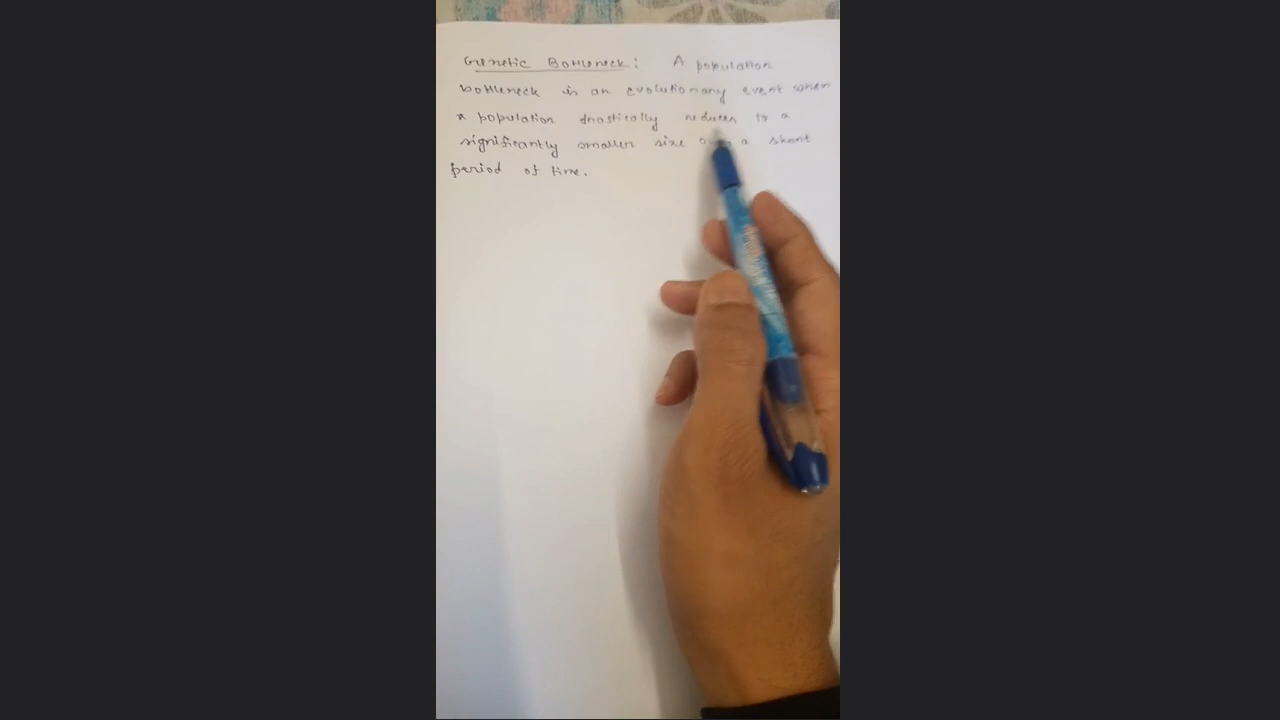 Genetic Bottleneck: A population
bottleneck is an evolutionary event when
a population drastically reduces to a
significantly smaller size over a short
period of time.